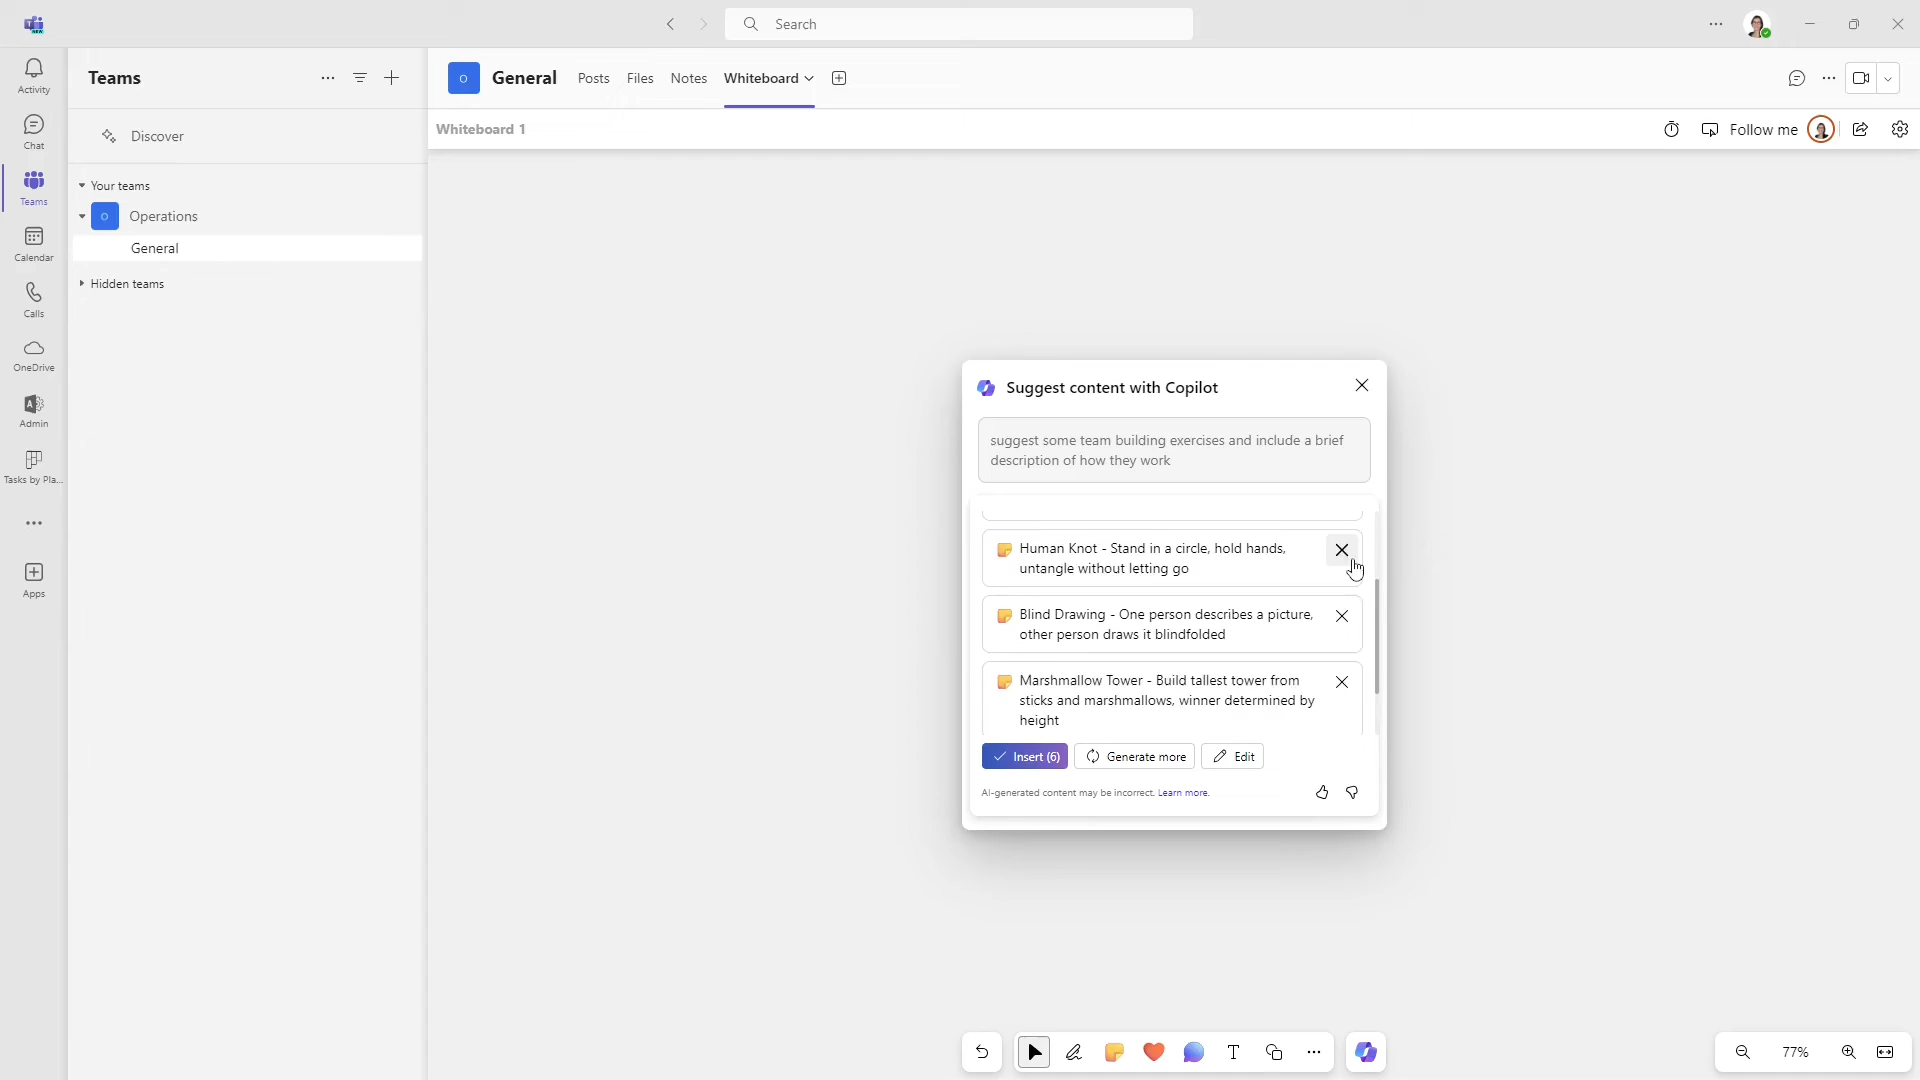 NEW
Search
Activity
Chat
Teams
Calendar
Calls
OneDrive
Admin
Tasks by Pla...
Apps
Teams
Discover
Your teams
O
Operations
General
Hidden teams
O
General
Posts
Files
Notes
Whiteboard
Whiteboard 1
Follow me
Suggest content with Copilot
suggest some team building exercises and include a brief
description of how they work
Human Knot - Stand in a circle, hold hands,
untangle without letting go
Blind Drawing - One person describes a picture,
other person draws it blindfolded
Marshmallow Tower - Build tallest tower from
sticks and marshmallows, winner determined by
height
Insert (6)
Generate more
Edit
AI-generated content may be incorrect. Learn more.
77%